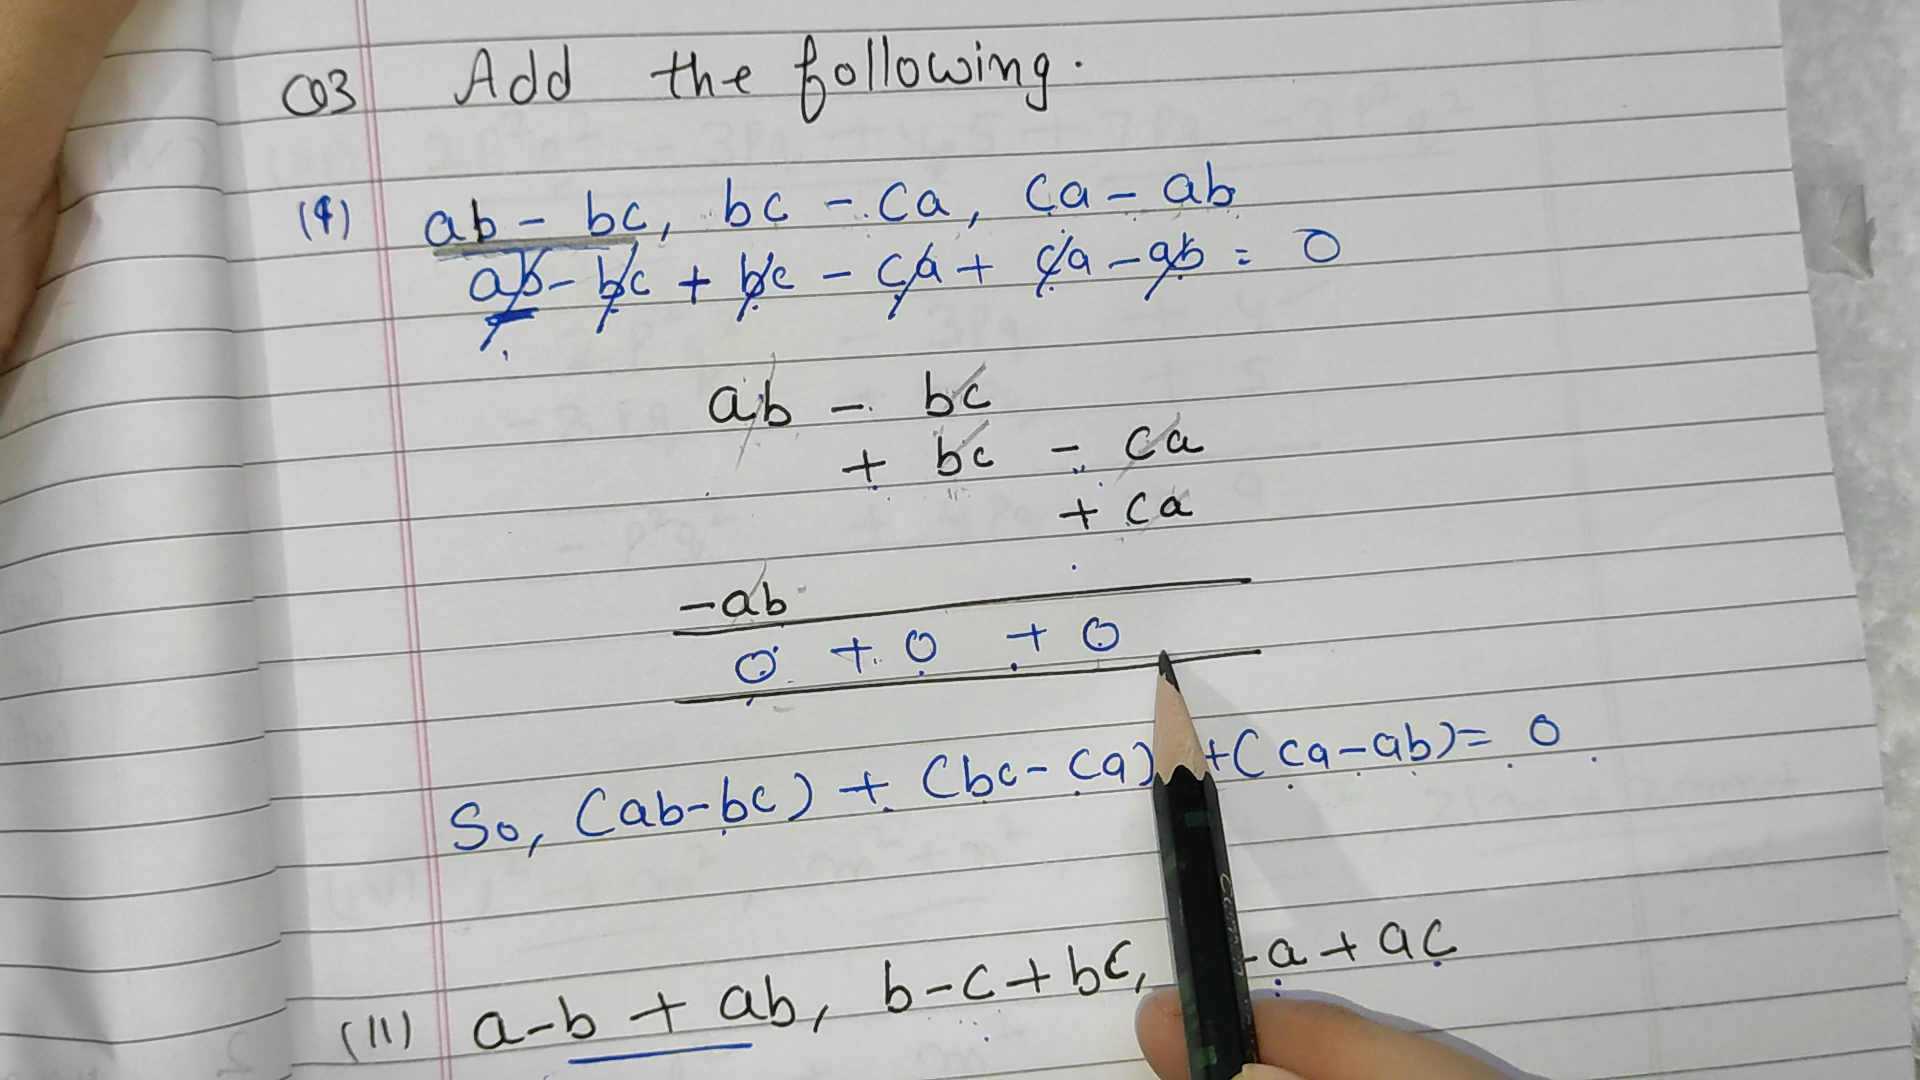 Q3 Add the following.
(i) ab - bc, bc - ca, ca - ab
ab - bc + bc - ca + ca - ab = 0
ab - bc
+ bc - ca
+ ca
-ab
0 + 0 + 0
So, (ab-bc) + (bc-ca) +(ca-ab)= 0
(11) a-b + ab, b-c+bc, -a + ac